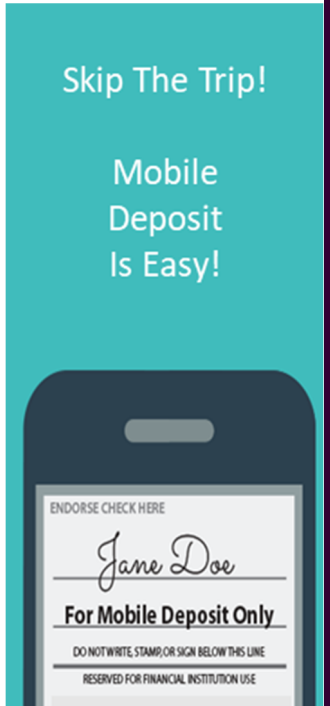 Skip The Trip!
Mobile
Deposit
Is Easy!
ENDORSE CHECK HERE
Jane Doe
For Mobile Deposit Only
DO NOT WRITE, STAMP, OR SIGN BELOW THIS LINE
RESERVED FOR FINANCIAL INSTITUTION USE